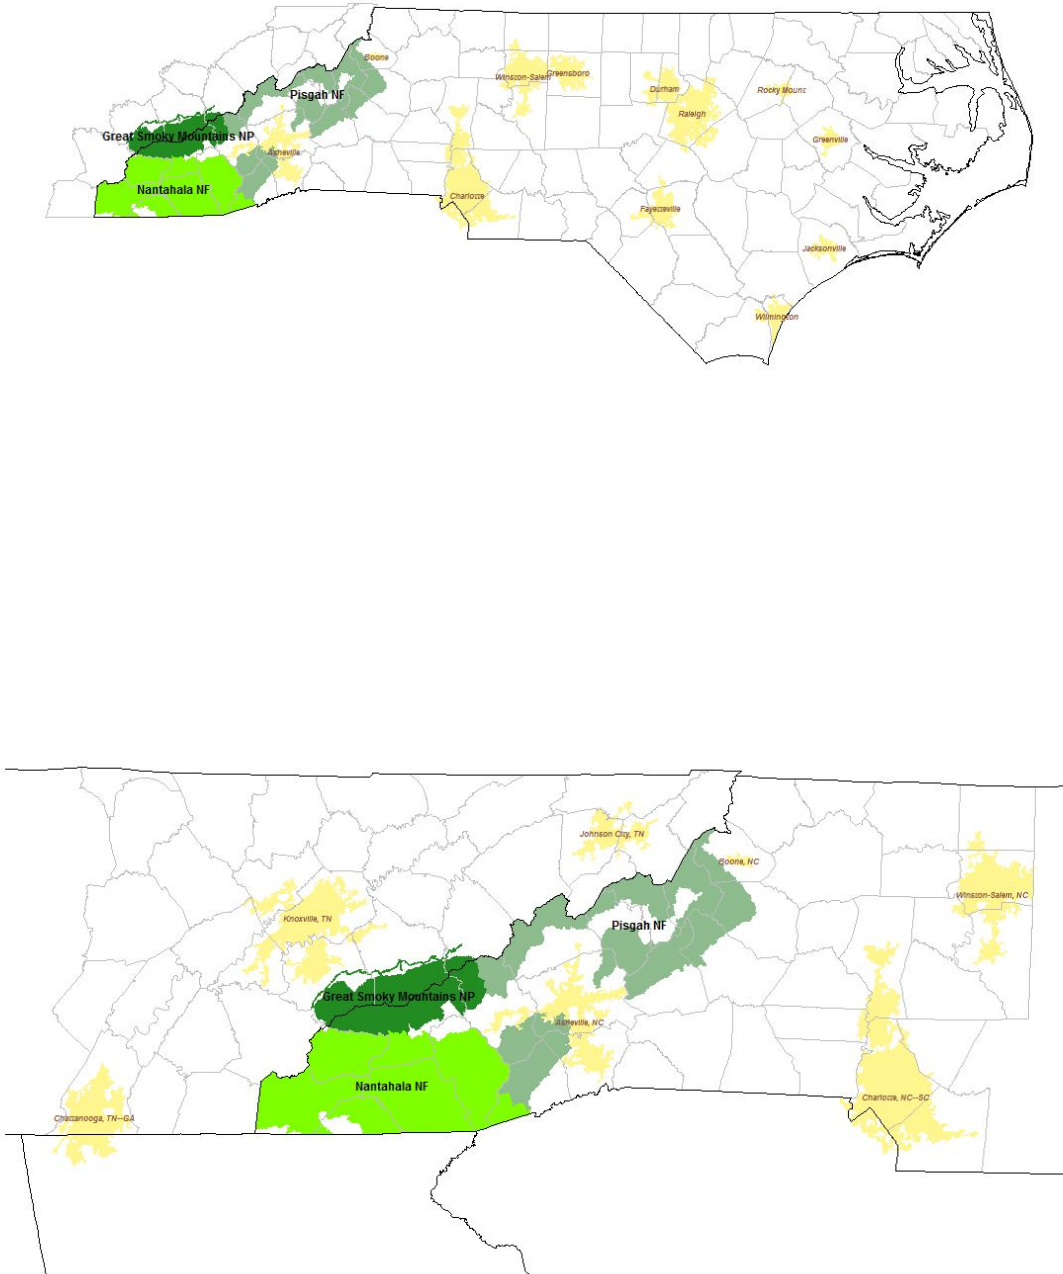 Boone
Winston-Salem
Greensboro
Pisgah NF
Durham
Rocky Mount
Raleigh
Great Smoky Mountains NP
Greenville
Asheville
Nantahala NF
Charlotte
Fayetteville
Jacksonville
Wilmington
Johnson City, TN
Boone, NC
Winston-Salem, NC
Knoxville, TN
Pisgah NF
Great Smoky Mountains NP
Asheville, NC
Nantahala NF
Charlotte, NC--SC
Chattanooga, TN--GA